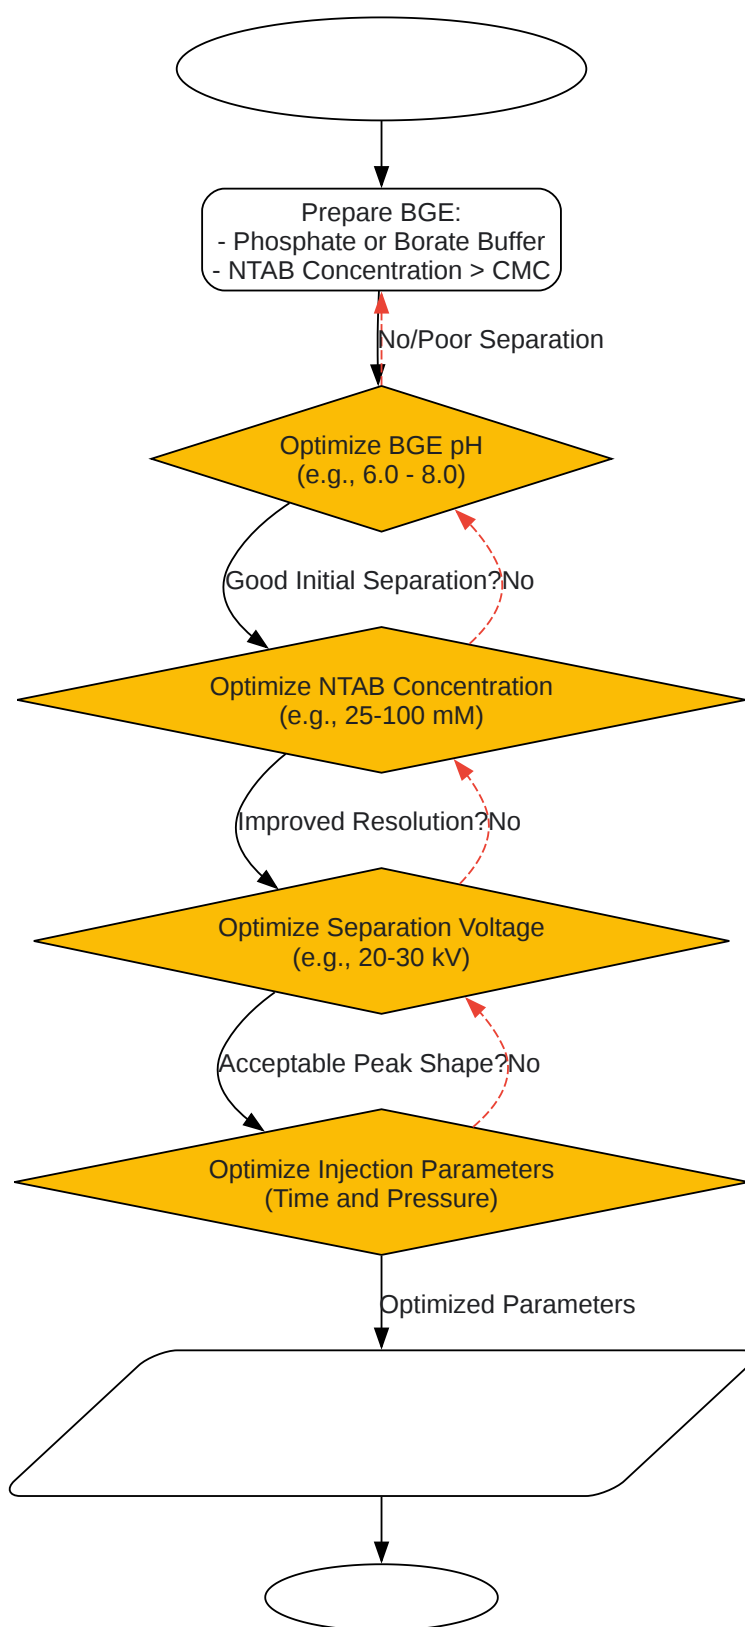 Prepare BGE:
- Phosphate or Borate Buffer
- NTAB Concentration > CMC
No/Poor Separation
Optimize BGE pH
(e.g., 6.0 - 8.0)
Good Initial Separation?
No
Optimize NTAB Concentration
(e.g., 25-100 mM)
Improved Resolution?
No
Optimize Separation Voltage
(e.g., 20-30 kV)
Acceptable Peak Shape?
No
Optimize Injection Parameters
(Time and Pressure)
Optimized Parameters